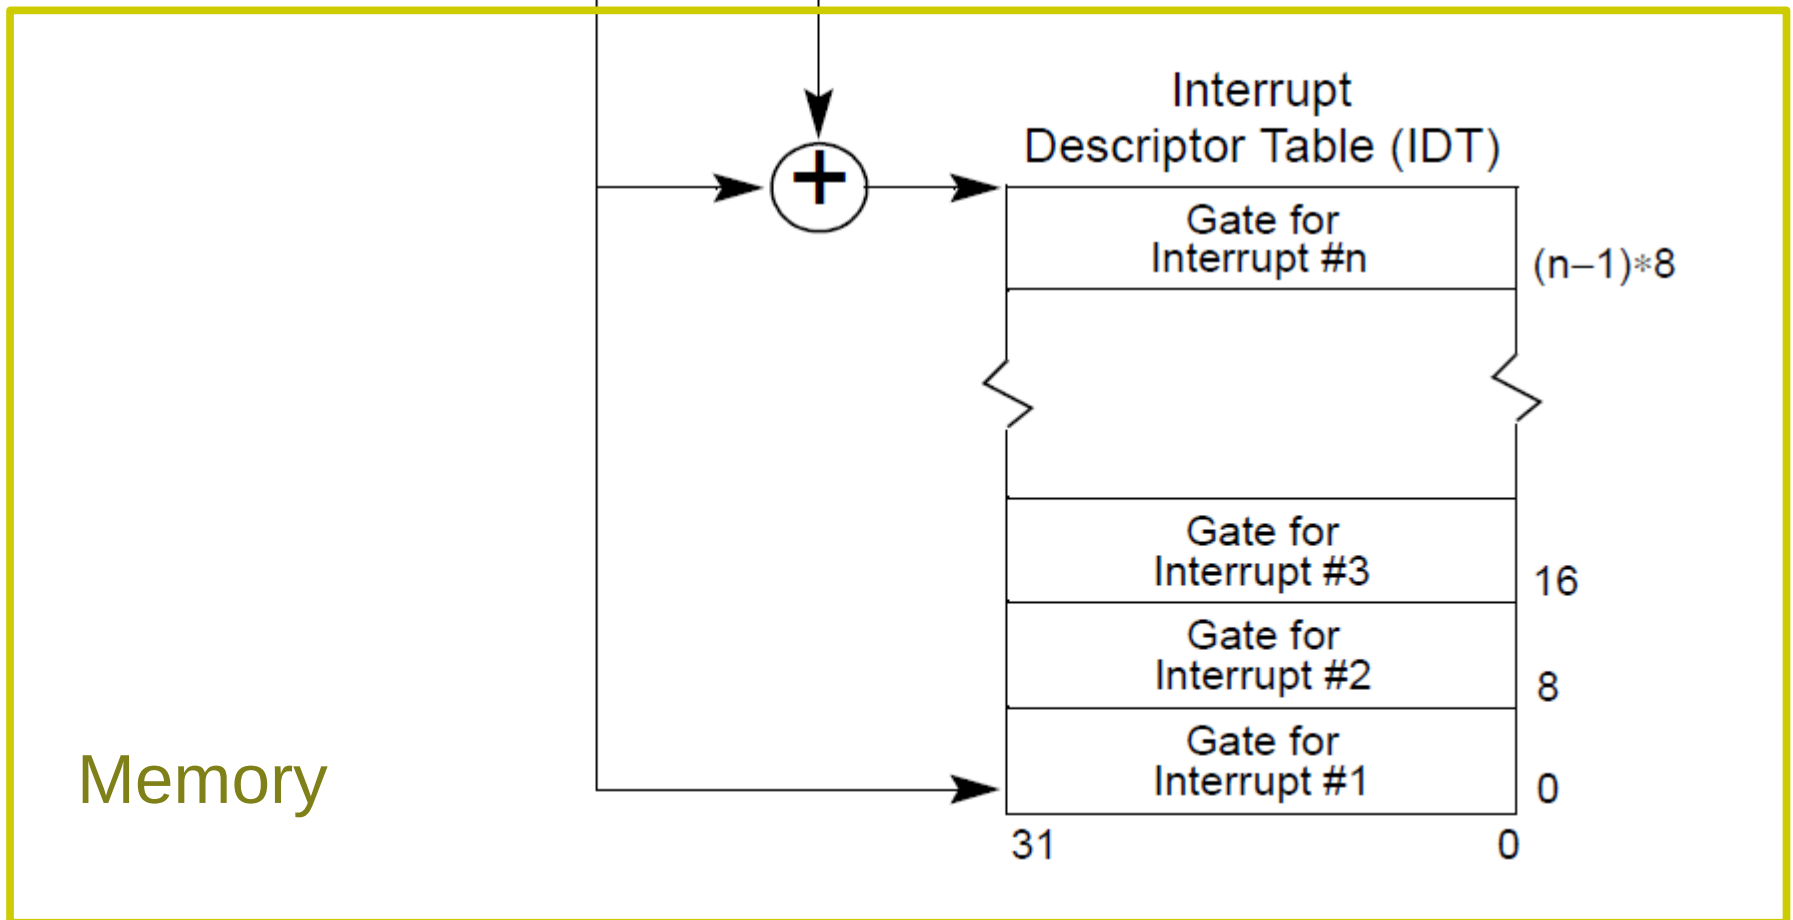 Interrupt
Descriptor Table (IDT)
Gate for
Interrupt #n
(n–1)*8
Gate for
Interrupt #3
16
Gate for
Interrupt #2
8
Gate for
Interrupt #1
0
31 0
Memory